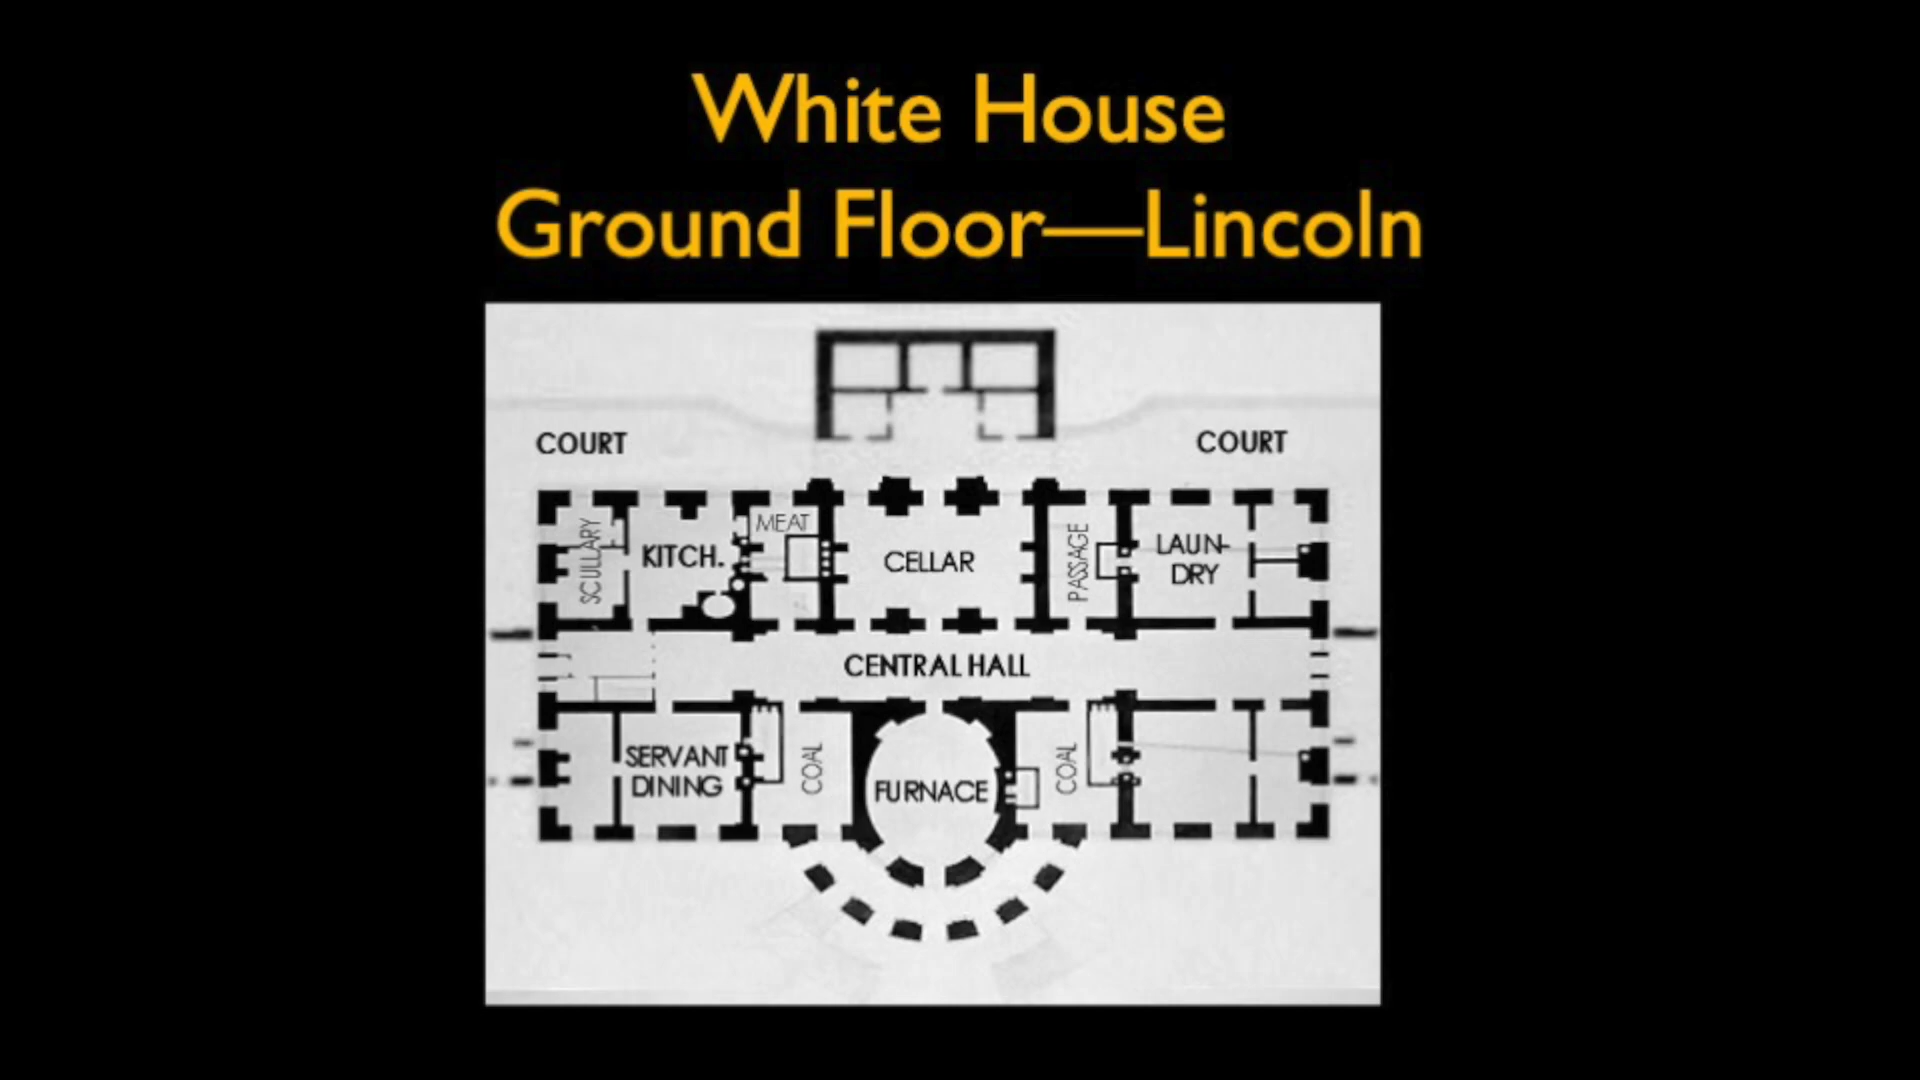 White House
Ground Floor—Lincoln
COURT
COURT
SCULLARY
KITCH.
MEAT
CELLAR
PASSAGE
LAUN-
DRY
CENTRAL HALL
SERVANT
DINING
COAL
FURNACE
COAL